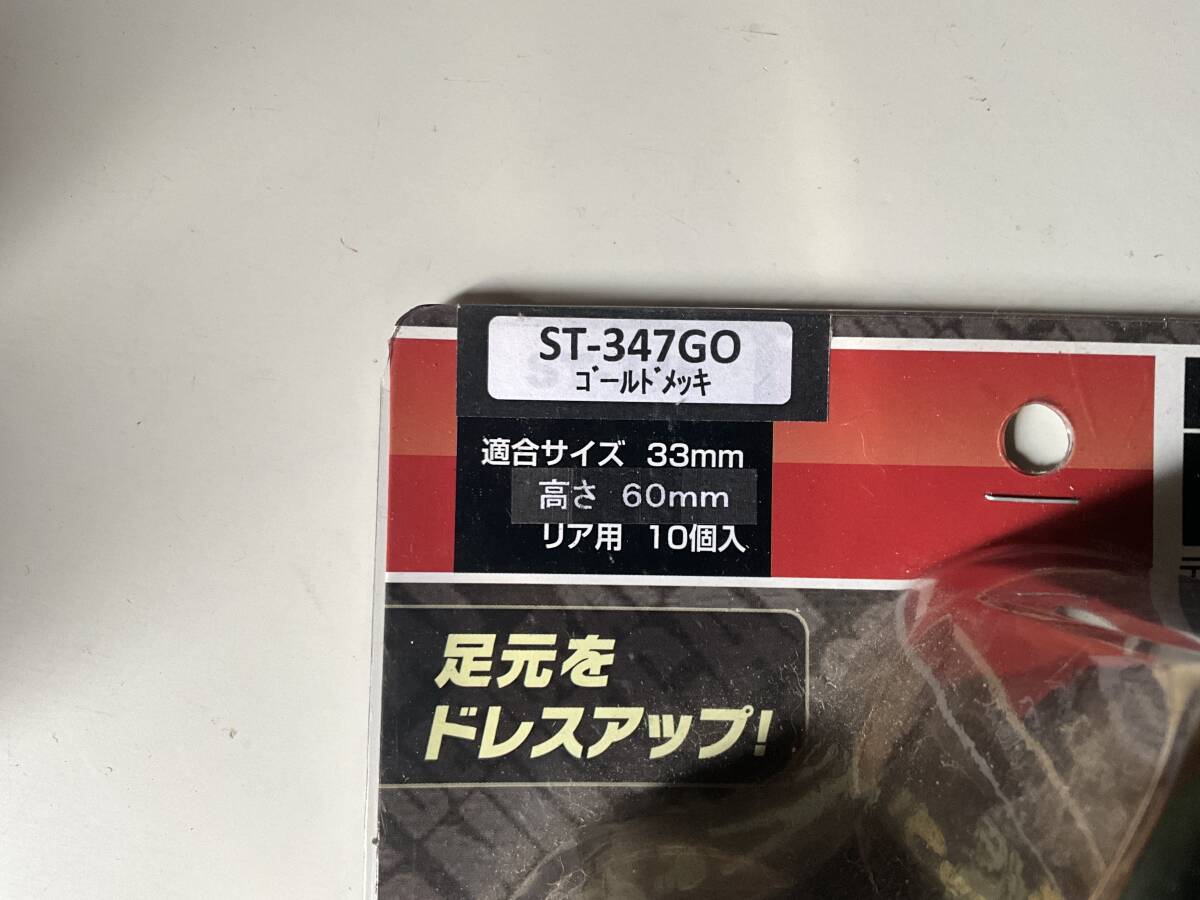 ST-347GO
ｺﾞｰﾙﾄﾞﾒｯｷ
適合サイズ 33mm
高さ 60mm
リア用 10個入
足元を
ドレスアップ!